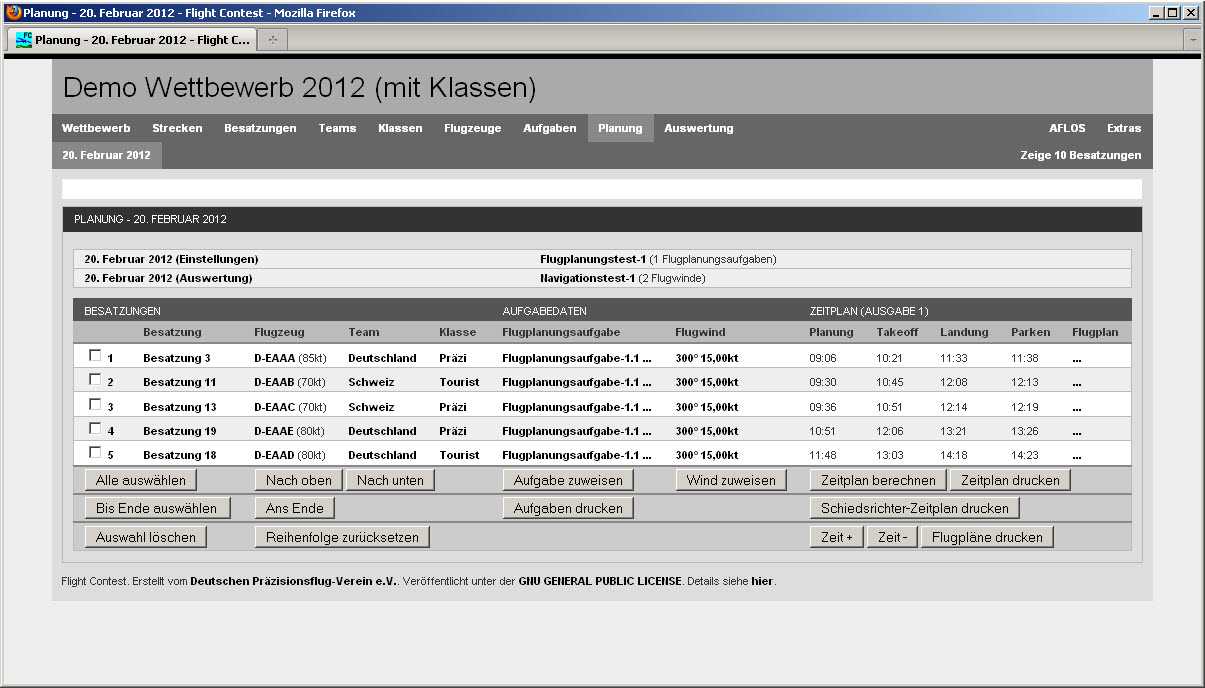 Planung - 20. Februar 2012 - Flight Contest - Mozilla Firefox
Planung - 20. Februar 2012 - Flight C...
Demo Wettbewerb 2012 (mit Klassen)
Wettbewerb Strecken Besatzungen Teams Klassen Flugzeuge Aufgaben Planung Auswertung AFLOS Extras
20. Februar 2012 Zeige 10 Besatzungen
PLANUNG - 20. FEBRUAR 2012
20. Februar 2012 (Einstellungen) Flugplanungstest-1 (1 Flugplanungsaufgaben)
20. Februar 2012 (Auswertung) Navigationstest-1 (2 Flugwinde)
BESATZUNGEN AUFGABEDATEN ZEITPLAN (AUSGABE 1)
Besatzung Flugzeug Team Klasse Flugplanungsaufgabe Flugwind Planung Takeoff Landung Parken Flugplan
1 Besatzung 3 D-EAAA (85kt) Deutschland Präzi Flugplanungsaufgabe-1.1 ... 300° 15,00kt 09:06 10:21 11:33 11:38 ...
2 Besatzung 11 D-EAAB (70kt) Schweiz Tourist Flugplanungsaufgabe-1.1 ... 300° 15,00kt 09:30 10:45 12:08 12:13 ...
3 Besatzung 13 D-EAAC (70kt) Schweiz Präzi Flugplanungsaufgabe-1.1 ... 300° 15,00kt 09:36 10:51 12:14 12:19 ...
4 Besatzung 19 D-EAAE (80kt) Deutschland Präzi Flugplanungsaufgabe-1.1 ... 300° 15,00kt 10:51 12:06 13:21 13:26 ...
5 Besatzung 18 D-EAAD (80kt) Deutschland Tourist Flugplanungsaufgabe-1.1 ... 300° 15,00kt 11:48 13:03 14:18 14:23 ...
Alle auswählen Nach oben Nach unten Aufgabe zuweisen Wind zuweisen Zeitplan berechnen Zeitplan drucken
Bis Ende auswählen Ans Ende Aufgaben drucken Schiedsrichter-Zeitplan drucken
Auswahl löschen Reihenfolge zurücksetzen Zeit + Zeit - Flugpläne drucken
Flight Contest. Erstellt vom Deutschen Präzisionsflug-Verein e.V.. Veröffentlicht unter der GNU GENERAL PUBLIC LICENSE. Details siehe hier.